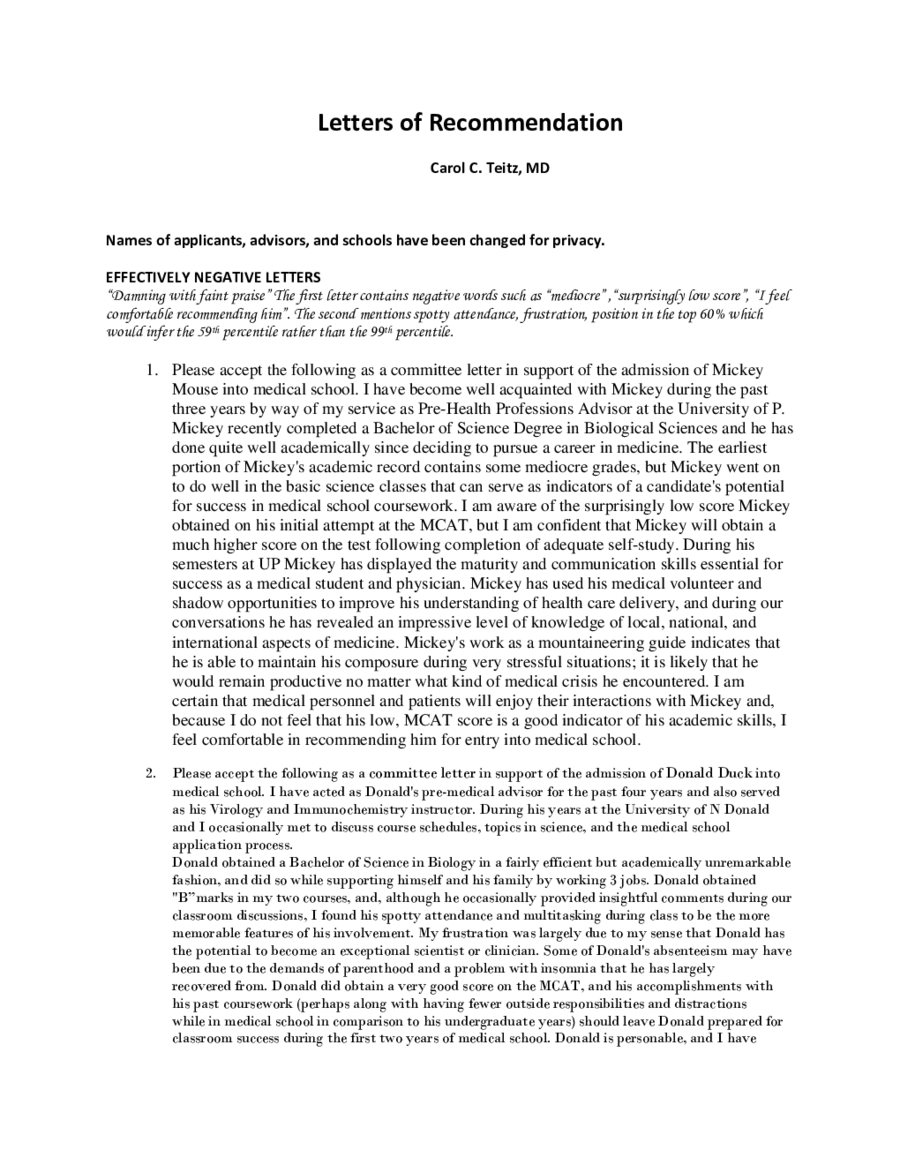 Letters of Recommendation
Carol C. Teitz, MD
Names of applicants, advisors, and schools have been changed for privacy.
EFFECTIVELY NEGATIVE LETTERS
“Damning with faint praise” The first letter contains negative words such as “mediocre” ,“surprisingly low score”, “I feel
comfortable recommending him”. The second mentions spotty attendance, frustration, position in the top 60% which
would infer the 59th percentile rather than the 99th percentile.
1. Please accept the following as a committee letter in support of the admission of Mickey
Mouse into medical school. I have become well acquainted with Mickey during the past
three years by way of my service as Pre-Health Professions Advisor at the University of P.
Mickey recently completed a Bachelor of Science Degree in Biological Sciences and he has
done quite well academically since deciding to pursue a career in medicine. The earliest
portion of Mickey's academic record contains some mediocre grades, but Mickey went on
to do well in the basic science classes that can serve as indicators of a candidate's potential
for success in medical school coursework. I am aware of the surprisingly low score Mickey
obtained on his initial attempt at the MCAT, but I am confident that Mickey will obtain a
much higher score on the test following completion of adequate self-study. During his
semesters at UP Mickey has displayed the maturity and communication skills essential for
success as a medical student and physician. Mickey has used his medical volunteer and
shadow opportunities to improve his understanding of health care delivery, and during our
conversations he has revealed an impressive level of knowledge of local, national, and
international aspects of medicine. Mickey's work as a mountaineering guide indicates that
he is able to maintain his composure during very stressful situations; it is likely that he
would remain productive no matter what kind of medical crisis he encountered. I am
certain that medical personnel and patients will enjoy their interactions with Mickey and,
because I do not feel that his low, MCAT score is a good indicator of his academic skills, I
feel comfortable in recommending him for entry into medical school.
2. Please accept the following as a committee letter in support of the admission of Donald Duck into
medical school. I have acted as Donald's pre-medical advisor for the past four years and also served
as his Virology and Immunochemistry instructor. During his years at the University of N Donald
and I occasionally met to discuss course schedules, topics in science, and the medical school
application process.
Donald obtained a Bachelor of Science in Biology in a fairly efficient but academically unremarkable
fashion, and did so while supporting himself and his family by working 3 jobs. Donald obtained
"B” marks in my two courses, and, although he occasionally provided insightful comments during our
classroom discussions, I found his spotty attendance and multitasking during class to be the more
memorable features of his involvement. My frustration was largely due to my sense that Donald has
the potential to become an exceptional scientist or clinician. Some of Donald's absenteeism may have
been due to the demands of parenthood and a problem with insomnia that he has largely
recovered from. Donald did obtain a very good score on the MCAT, and his accomplishments with
his past coursework (perhaps along with having fewer outside responsibilities and distractions
while in medical school in comparison to his undergraduate years) should leave Donald prepared for
classroom success during the first two years of medical school. Donald is personable, and I have